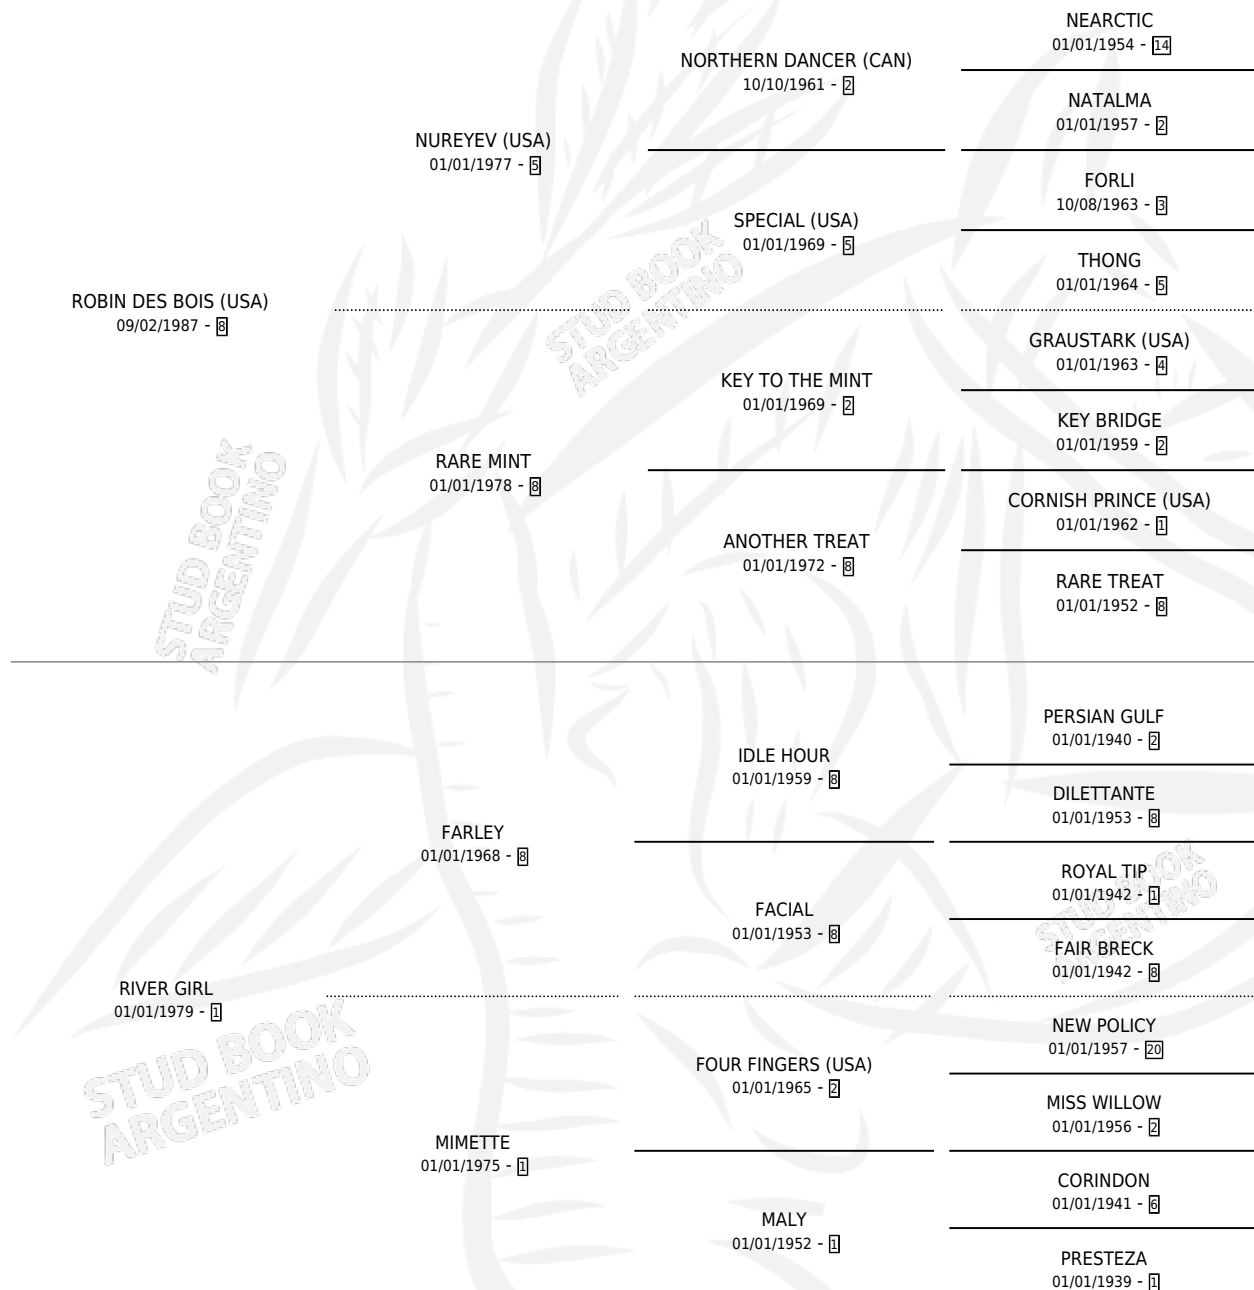 NEARCTIC
01/01/1954 - 14
NORTHERN DANCER (CAN)
10/10/1961 - 2
NATALMA
01/01/1957 - 2
NUREYEV (USA)
01/01/1977 - 5
FORLI
10/08/1963 - 3
SPECIAL (USA)
01/01/1969 - 5
THONG
01/01/1964 - 5
ROBIN DES BOIS (USA)
09/02/1987 - 8
GRAUSTARK (USA)
01/01/1963 - 4
KEY TO THE MINT
01/01/1969 - 2
KEY BRIDGE
01/01/1959 - 2
RARE MINT
01/01/1978 - 8
CORNISH PRINCE (USA)
01/01/1962 - 1
ANOTHER TREAT
01/01/1972 - 8
RARE TREAT
01/01/1952 - 8
PERSIAN GULF
01/01/1940 - 2
IDLE HOUR
01/01/1959 - 8
DILETTANTE
01/01/1953 - 8
FARLEY
01/01/1968 - 8
ROYAL TIP
01/01/1942 - 1
FACIAL
01/01/1953 - 8
FAIR BRECK
01/01/1942 - 8
RIVER GIRL
01/01/1979 - 1
NEW POLICY
01/01/1957 - 20
FOUR FINGERS (USA)
01/01/1965 - 2
MISS WILLOW
01/01/1956 - 2
MIMETTE
01/01/1975 - 1
CORINDON
01/01/1941 - 6
MALY
01/01/1952 - 1
PRESTEZA
01/01/1939 - 1
STUD BOOK
ARGENTINO
STUD BOOK
ARGENTINO
STUD BOOK
ARGENTINO
STUD BOOK
ARGENTINO